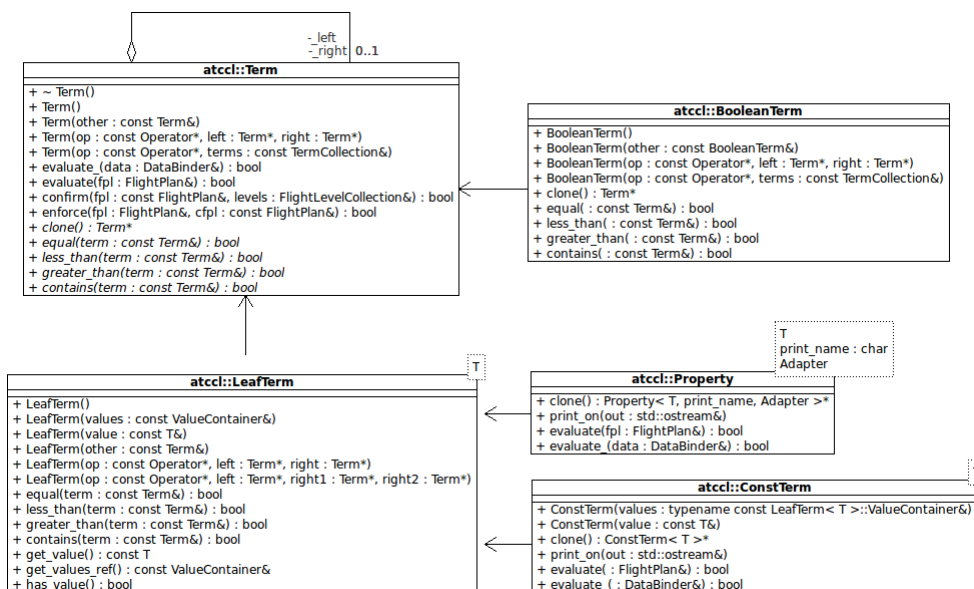 -_left
-_right 0..1
atccl::Term
+ ~ Term()
+ Term()
+ Term(other : const Term&)
+ Term(op : const Operator*, left : Term*, right : Term*)
+ Term(op : const Operator*, terms : const TermCollection&)
+ evaluate_(data : DataBinder&) : bool
+ evaluate(fpl : FlightPlan&) : bool
+ confirm(fpl : const FlightPlan&, levels : FlightLevelCollection&) : bool
+ enforce(fpl : FlightPlan&, cfpl : const FlightPlan&) : bool
+ clone() : Term*
+ equal(term : const Term&) : bool
+ less_than(term : const Term&) : bool
+ greater_than(term : const Term&) : bool
+ contains(term : const Term&) : bool
atccl::BooleanTerm
+ BooleanTerm()
+ BooleanTerm(other : const BooleanTerm&)
+ BooleanTerm(op : const Operator*, left : Term*, right : Term*)
+ BooleanTerm(op : const Operator*, terms : const TermCollection&)
+ clone() : Term*
+ equal( : const Term&) : bool
+ less_than( : const Term&) : bool
+ greater_than( : const Term&) : bool
+ contains( : const Term&) : bool
T
atccl::LeafTerm
+ LeafTerm()
+ LeafTerm(values : const ValueContainer&)
+ LeafTerm(value : const T&)
+ LeafTerm(other : const Term&)
+ LeafTerm(op : const Operator*, left : Term*, right : Term*)
+ LeafTerm(op : const Operator*, left : Term*, right1 : Term*, right2 : Term*)
+ equal(term : const Term&) : bool
+ less_than(term : const Term&) : bool
+ greater_than(term : const Term&) : bool
+ contains(term : const Term&) : bool
+ get_value() : const T
+ get_values_ref() : const ValueContainer&
+ has_value() : bool
T
print_name : char
Adapter
atccl::Property
+ clone() : Property< T, print_name, Adapter >*
+ print_on(out : std::ostream&)
+ evaluate(fpl : FlightPlan&) : bool
+ evaluate_(data : DataBinder&) : bool
atccl::ConstTerm
+ ConstTerm(values : typename const LeafTerm< T >::ValueContainer&)
+ ConstTerm(value : const T&)
+ clone() : ConstTerm< T >*
+ print_on(out : std::ostream&)
+ evaluate( : FlightPlan&) : bool
+ evaluate_( : DataBinder&) : bool